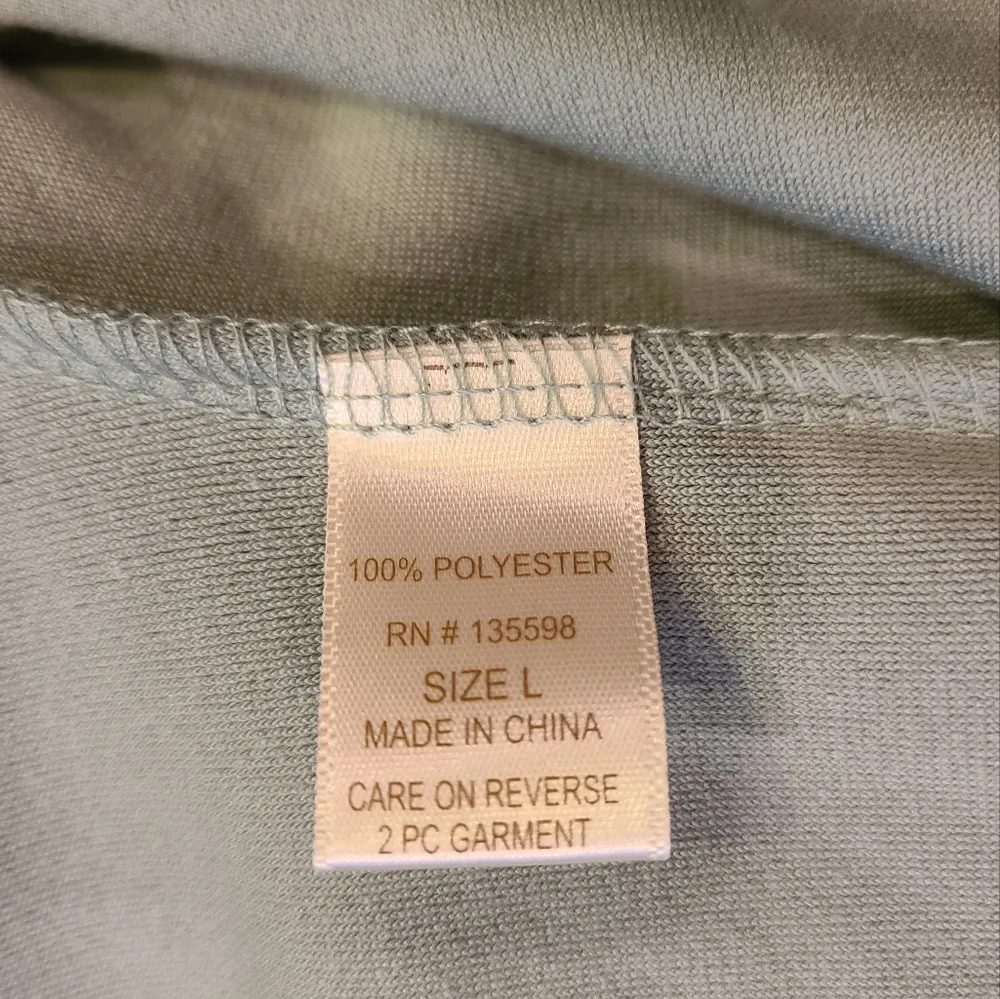 100% POLYESTER
RN # 135598
SIZE L
MADE IN CHINA
CARE ON REVERSE
2 PC GARMENT